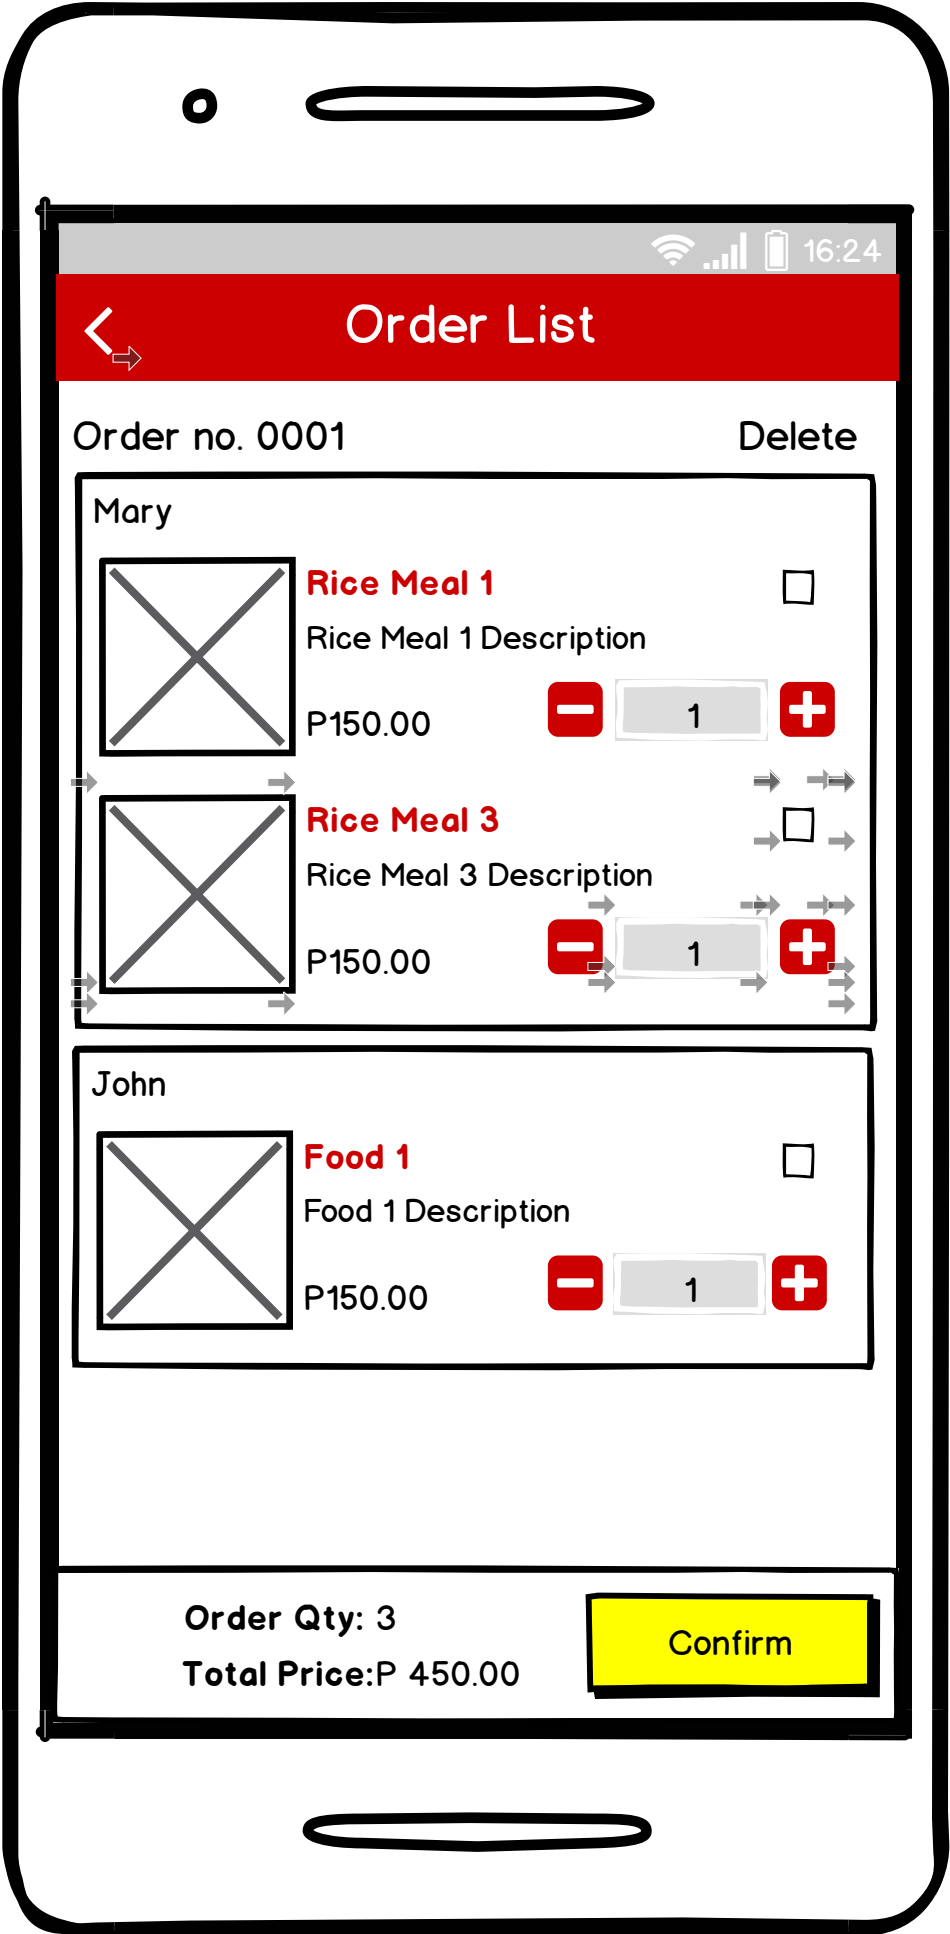 16:24
Order List
Order no. 0001 Delete
Mary
Rice Meal 1
Rice Meal 1 Description
P150.00 1
Rice Meal 3
Rice Meal 3 Description
P150.00 1
John
Food 1
Food 1 Description
P150.00 1
Order Qty: 3
Total Price:P 450.00
Confirm